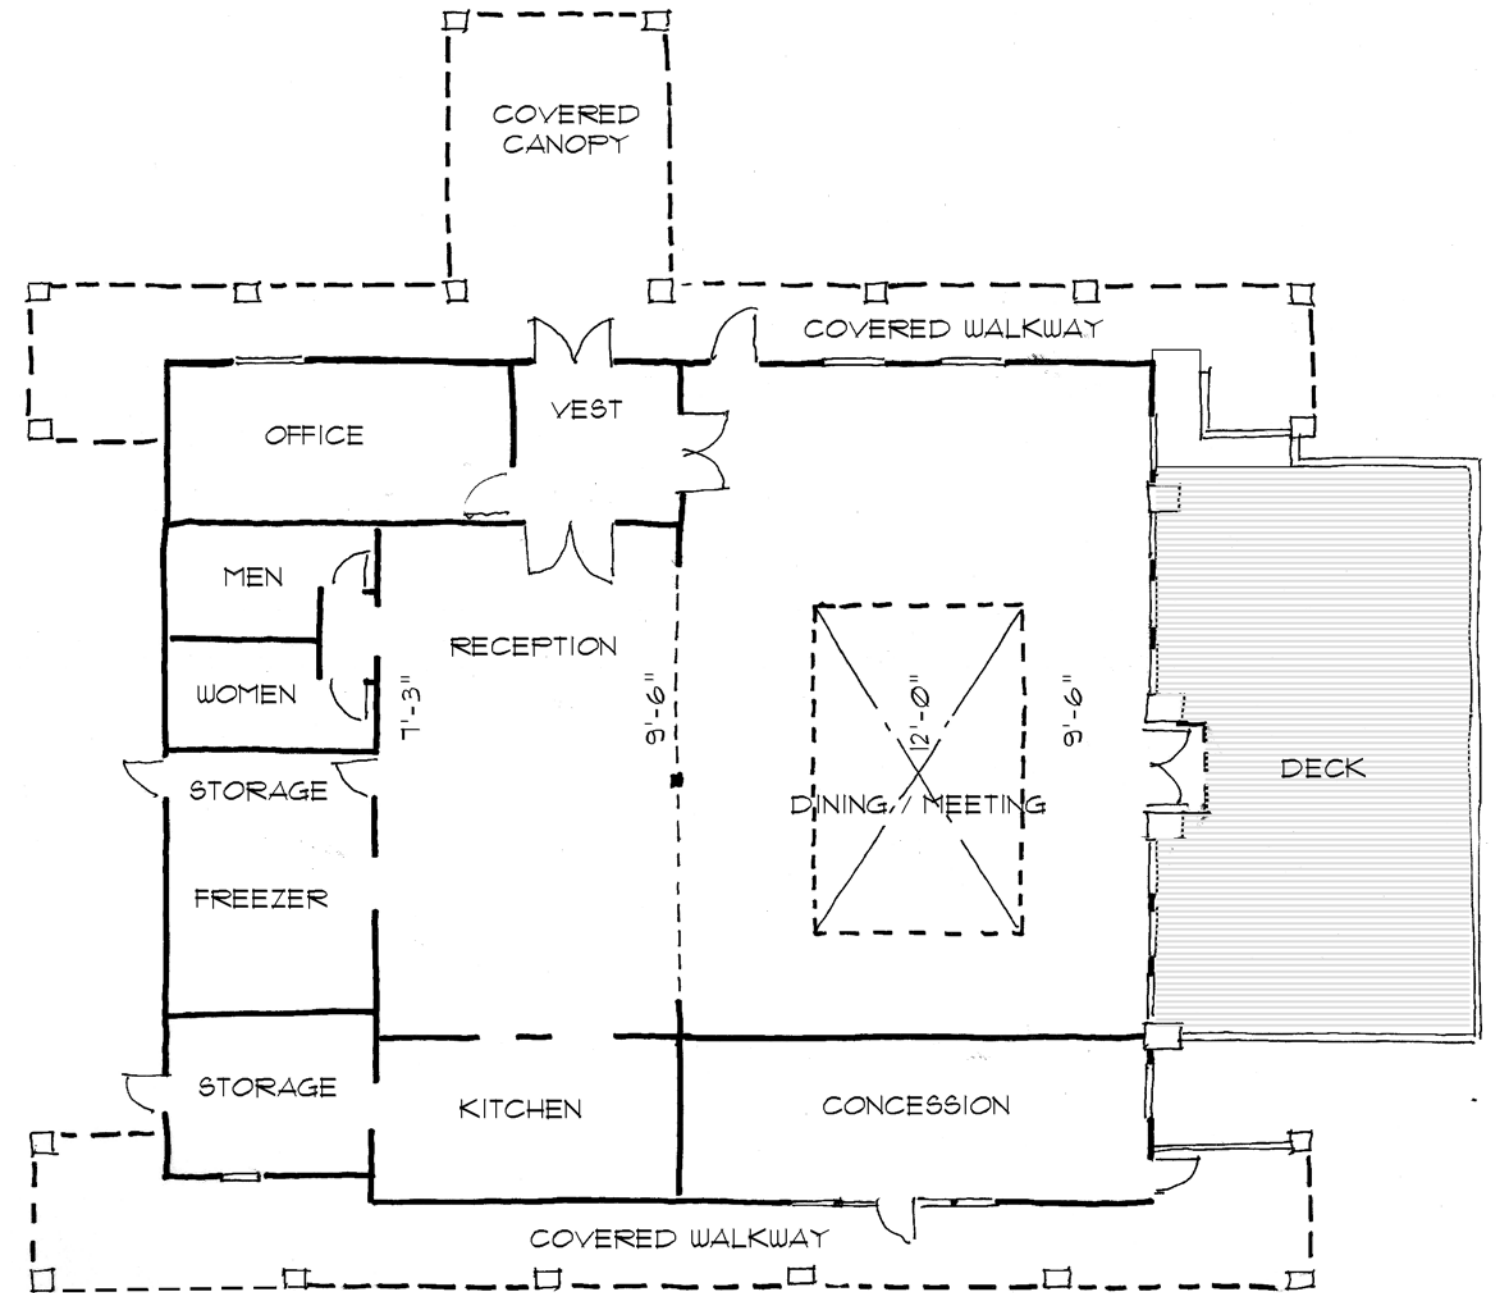 COVERED
CANOPY
COVERED WALKWAY
VEST
OFFICE
MEN
RECEPTION
WOMEN
7'-3"
9'-6"
12'-0"
9'-6"
DECK
STORAGE
DINING / MEETING
FREEZER
STORAGE
KITCHEN
CONCESSION
COVERED WALKWAY